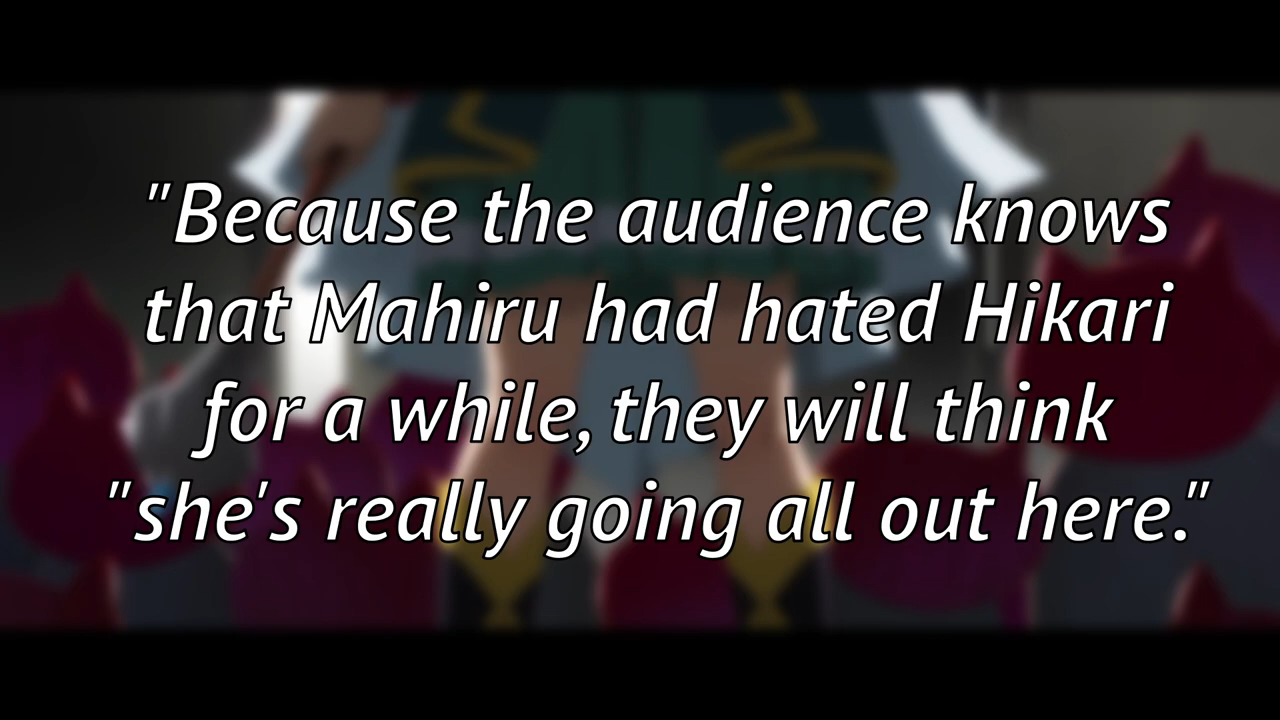 "Because the audience knows
that Mahiru had hated Hikari
for a while, they will think
"she's really going all out here."